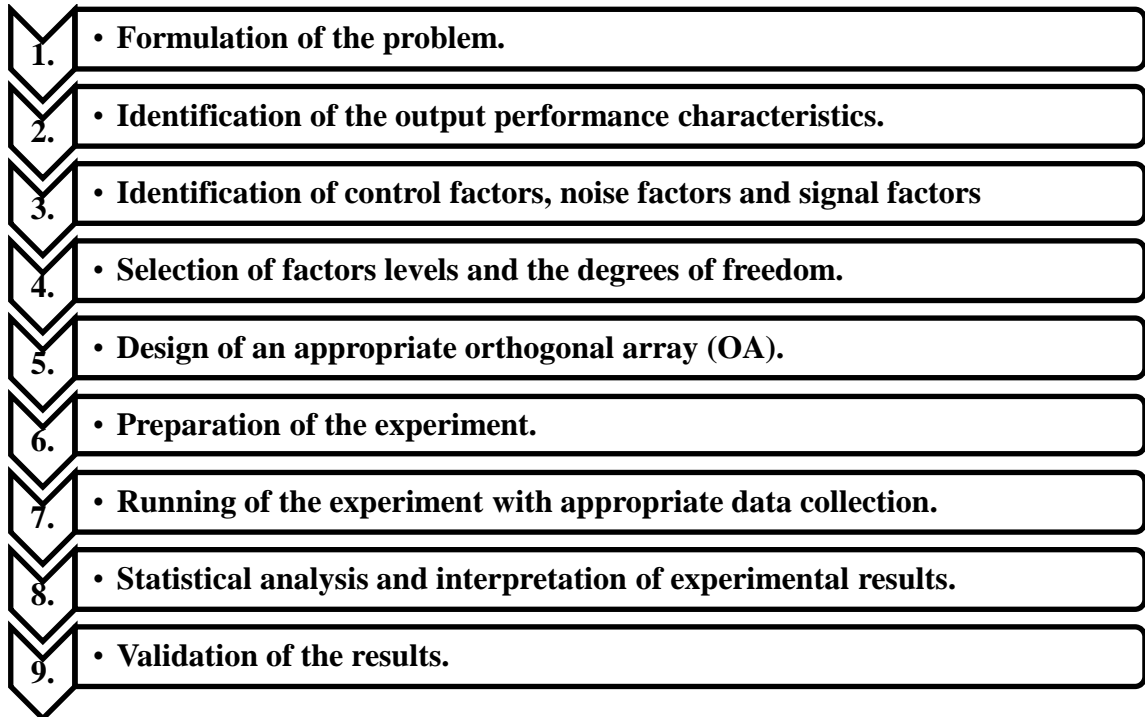 1. • Formulation of the problem.
2. • Identification of the output performance characteristics.
3. • Identification of control factors, noise factors and signal factors
4. • Selection of factors levels and the degrees of freedom.
5. • Design of an appropriate orthogonal array (OA).
6. • Preparation of the experiment.
7. • Running of the experiment with appropriate data collection.
8. • Statistical analysis and interpretation of experimental results.
9. • Validation of the results.